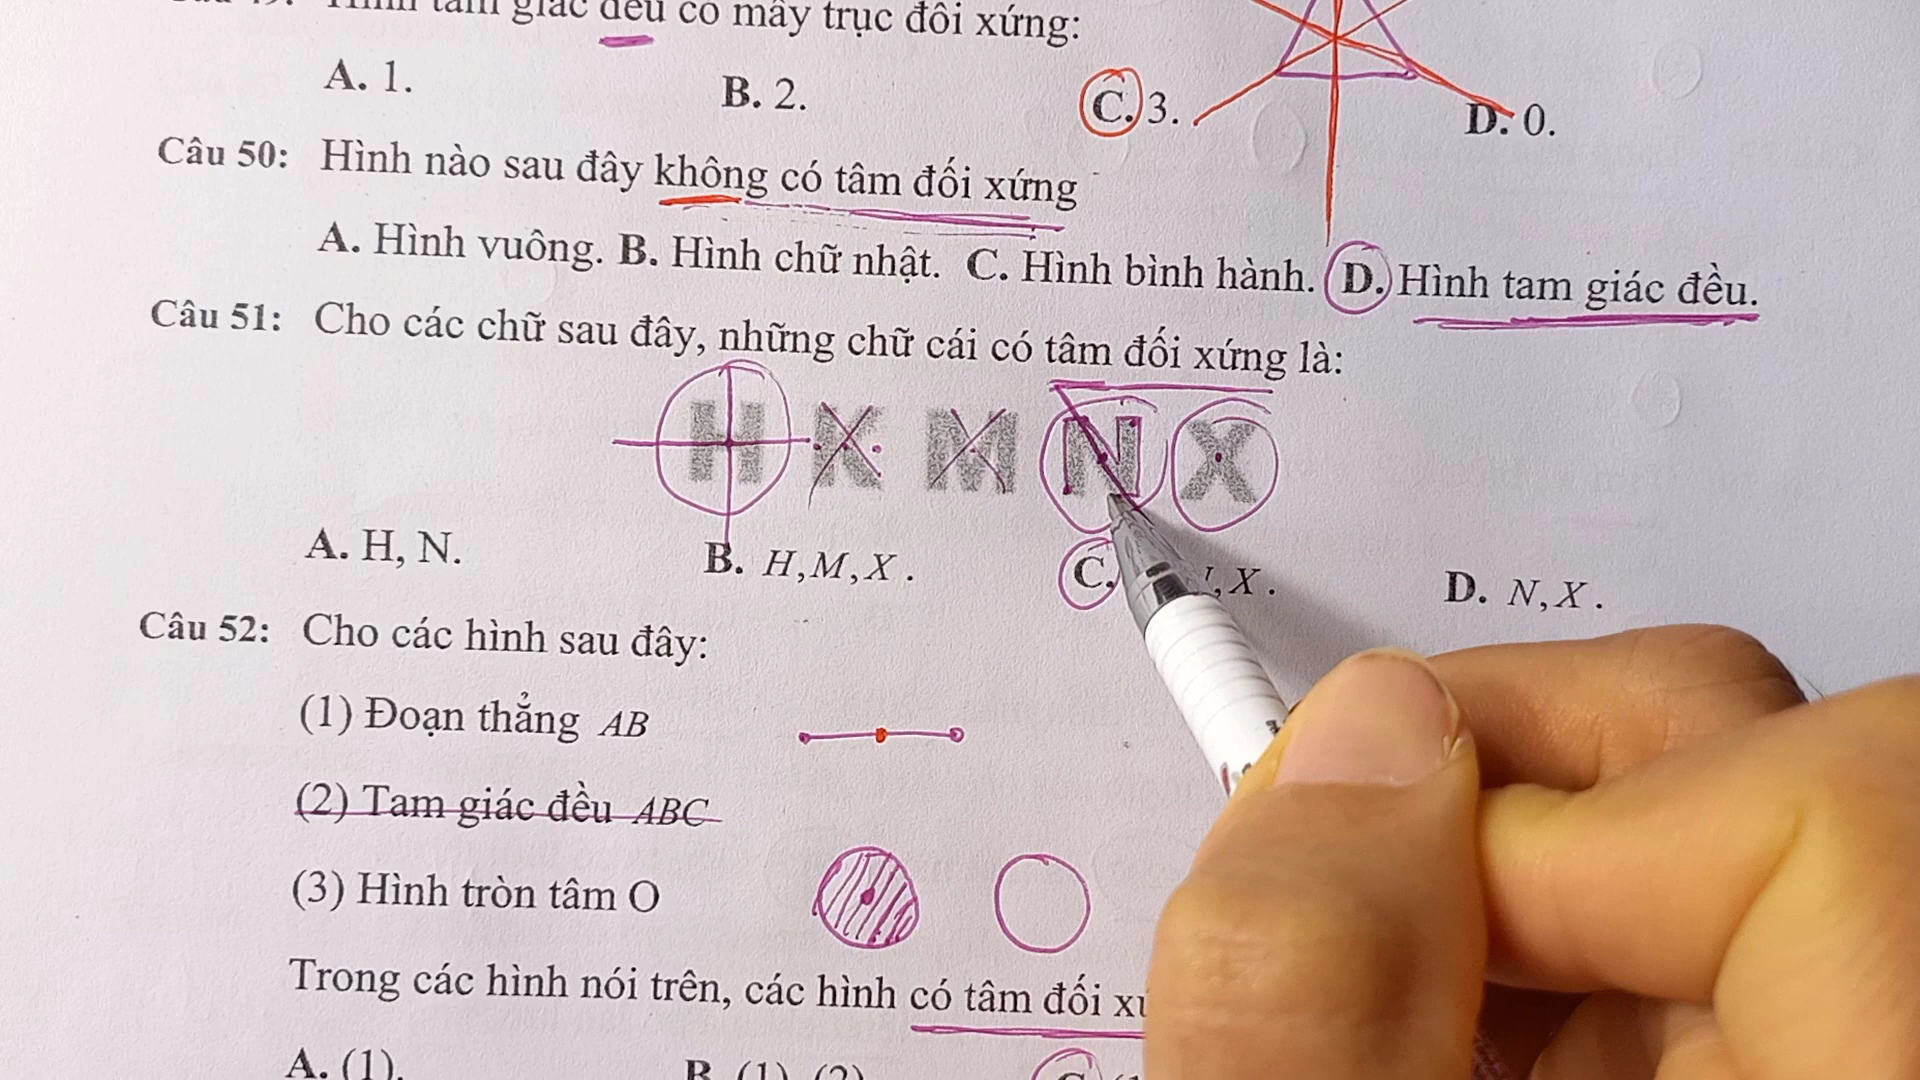 giác đều có mấy trục đối xứng:
A. 1. B. 2. C. 3. D. 0.
Câu 50: Hình nào sau đây không có tâm đối xứng
A. Hình vuông. B. Hình chữ nhật. C. Hình bình hành. D. Hình tam giác đều.
Câu 51: Cho các chữ sau đây, những chữ cái có tâm đối xứng là:
H K M N X
A. H, N. B. H, M, X. C. , X. D. N, X.
Câu 52: Cho các hình sau đây:
(1) Đoạn thẳng AB
(2) Tam giác đều ABC
(3) Hình tròn tâm O
Trong các hình nói trên, các hình có tâm đối
A. (1). B (1) (2)